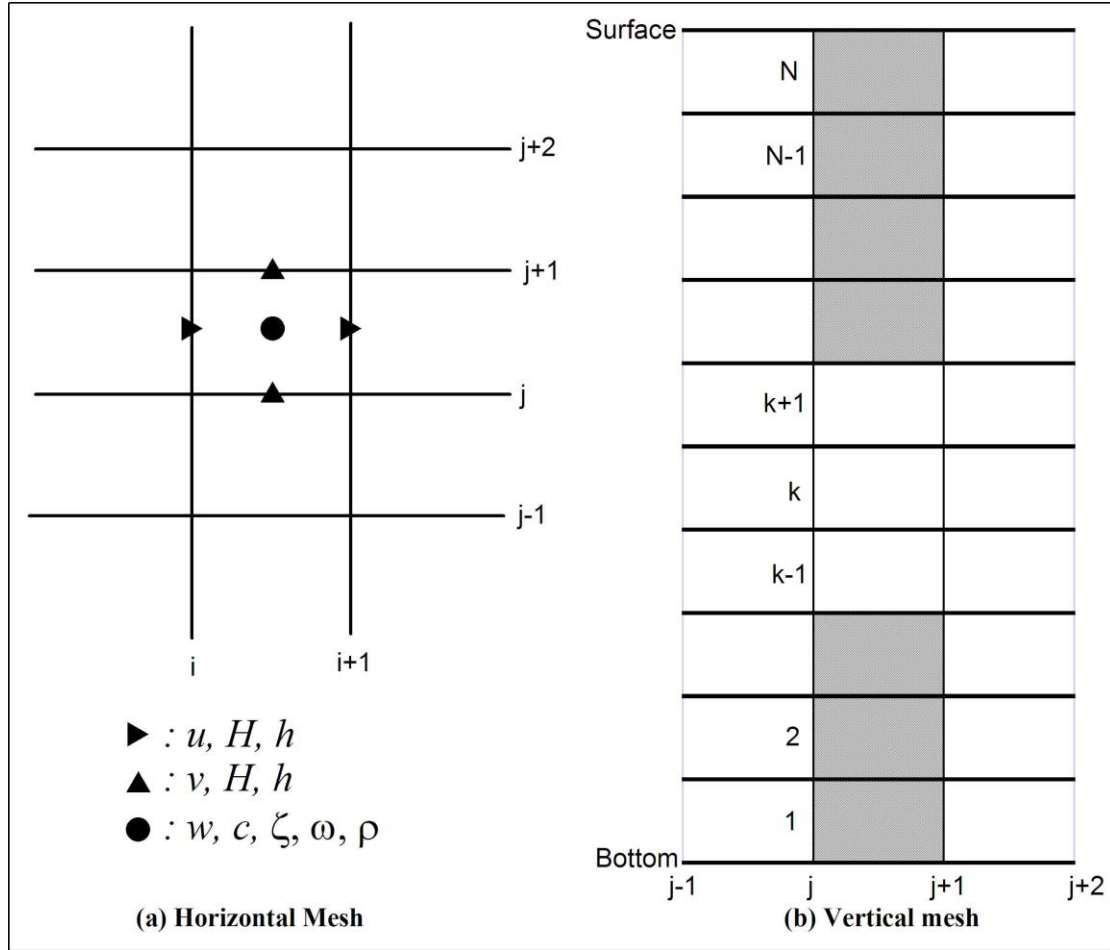 j+2
j+1
j
j-1
i
i+1
: u, H, h
: v, H, h
: w, c, ζ, ω, ρ
(a) Horizontal Mesh
Surface
N
N-1
k+1
k
k-1
2
1
Bottom
j-1
j
j+1
j+2
(b) Vertical mesh